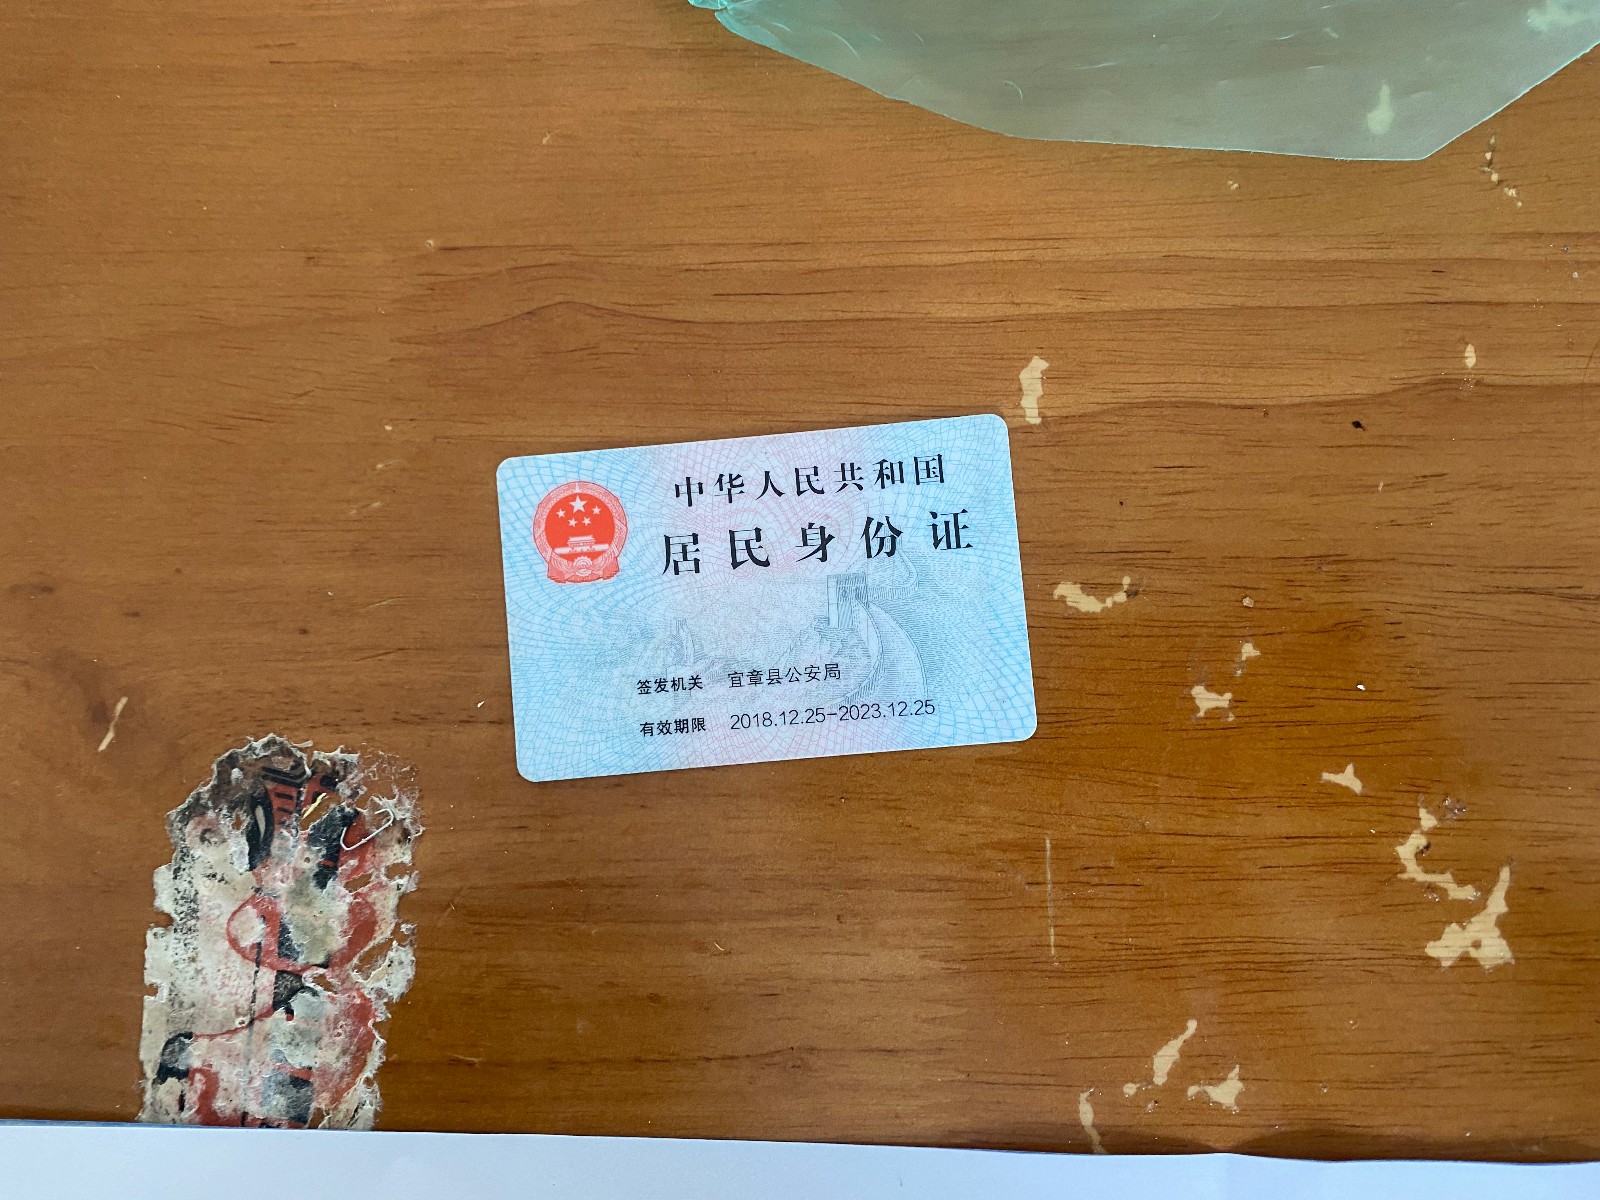 中华人民共和国
居民身份证
签发机关 宜章县公安局
有效期限 2018.12.25-2023.12.25